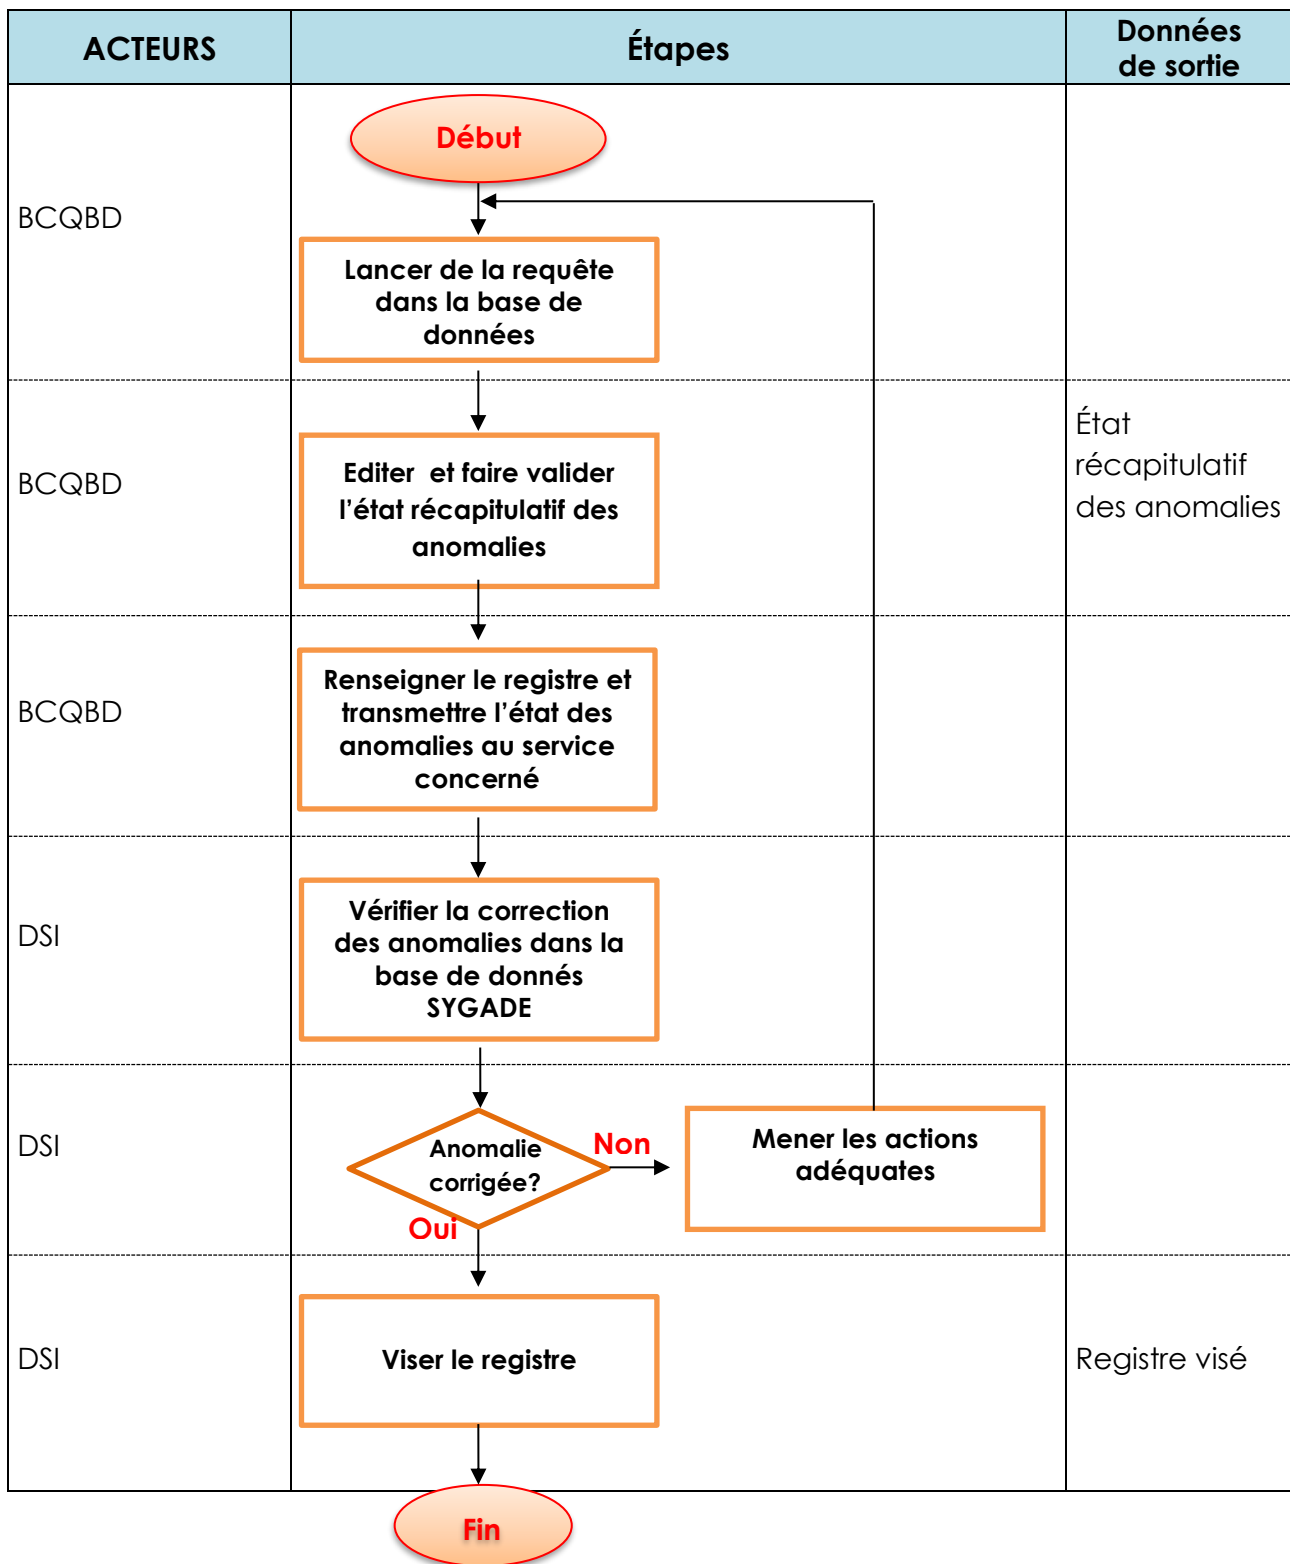 ACTEURS
Étapes
Données
de sortie
Début
BCQBD
Lancer de la requête
dans la base de
données
BCQBD
Editer  et faire valider
l’état récapitulatif des
anomalies
État
récapitulatif
des anomalies
BCQBD
Renseigner le registre et
transmettre l’état des
anomalies au service
concerné
DSI
Vérifier la correction
des anomalies dans la
base de donnés
SYGADE
DSI
Anomalie
corrigée?
Non
Mener les actions
adéquates
Oui
DSI
Viser le registre
Registre visé
Fin